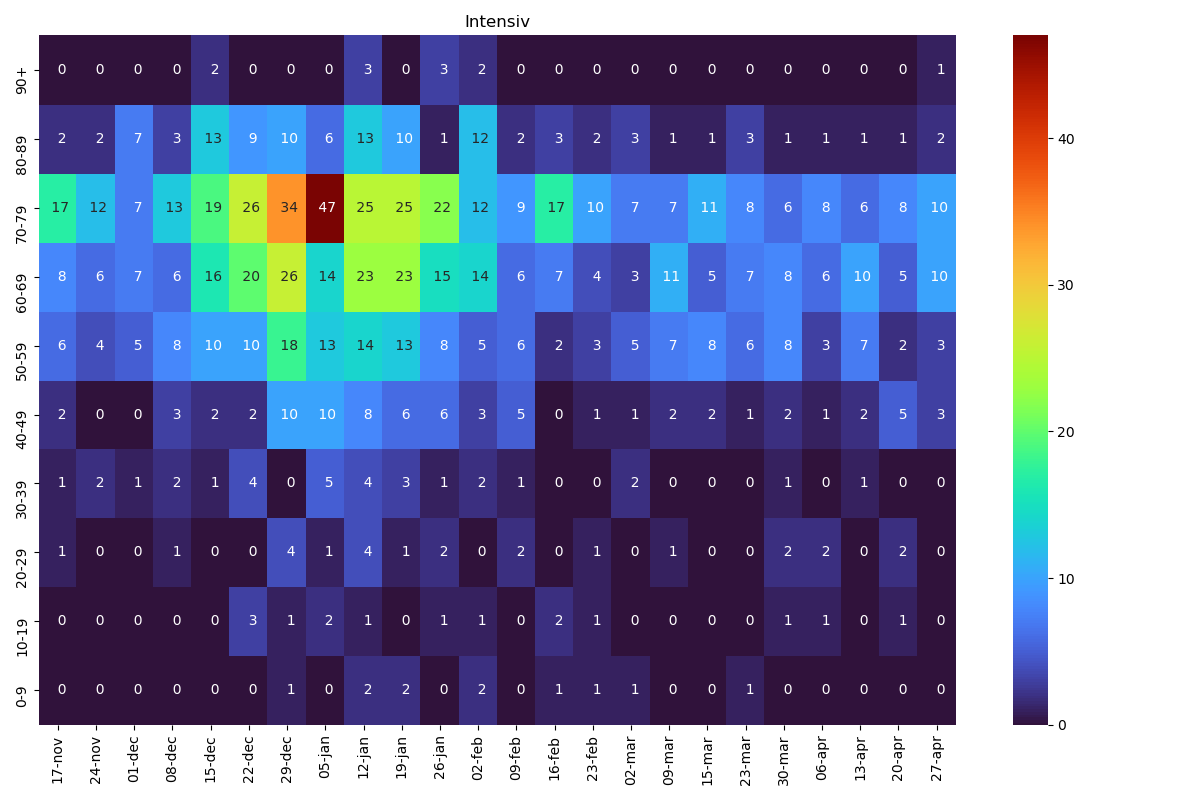 Intensiv
90+ 0 0 0 0 2 0 0 0 3 0 3 2 0 0 0 0 0 0 0 0 0 0 0 1
80-89 2 2 7 3 13 9 10 6 13 10 1 12 2 3 2 3 1 1 3 1 1 1 1 2
70-79 17 12 7 13 19 26 34 47 25 25 22 12 9 17 10 7 7 11 8 6 8 6 8 10
60-69 8 6 7 6 16 20 26 14 23 23 15 14 6 7 4 3 11 5 7 8 6 10 5 10
50-59 6 4 5 8 10 10 18 13 14 13 8 5 6 2 3 5 7 8 6 8 3 7 2 3
40-49 2 0 0 3 2 2 10 10 8 6 6 3 5 0 1 1 2 2 1 2 1 2 5 3
30-39 1 2 1 2 1 4 0 5 4 3 1 2 1 0 0 2 0 0 0 1 0 1 0 0
20-29 1 0 0 1 0 0 4 1 4 1 2 0 2 0 1 0 1 0 0 2 2 0 2 0
10-19 0 0 0 0 0 3 1 2 1 0 1 1 0 2 1 0 0 0 0 1 1 0 1 0
0-9 0 0 0 0 0 0 1 0 2 2 0 2 0 1 1 1 0 0 1 0 0 0 0 0
17-nov 24-nov 01-dec 08-dec 15-dec 22-dec 29-dec 05-jan 12-jan 19-jan 26-jan 02-feb 09-feb 16-feb 23-feb 02-mar 09-mar 15-mar 23-mar 30-mar 06-apr 13-apr 20-apr 27-apr
40
30
20
10
0